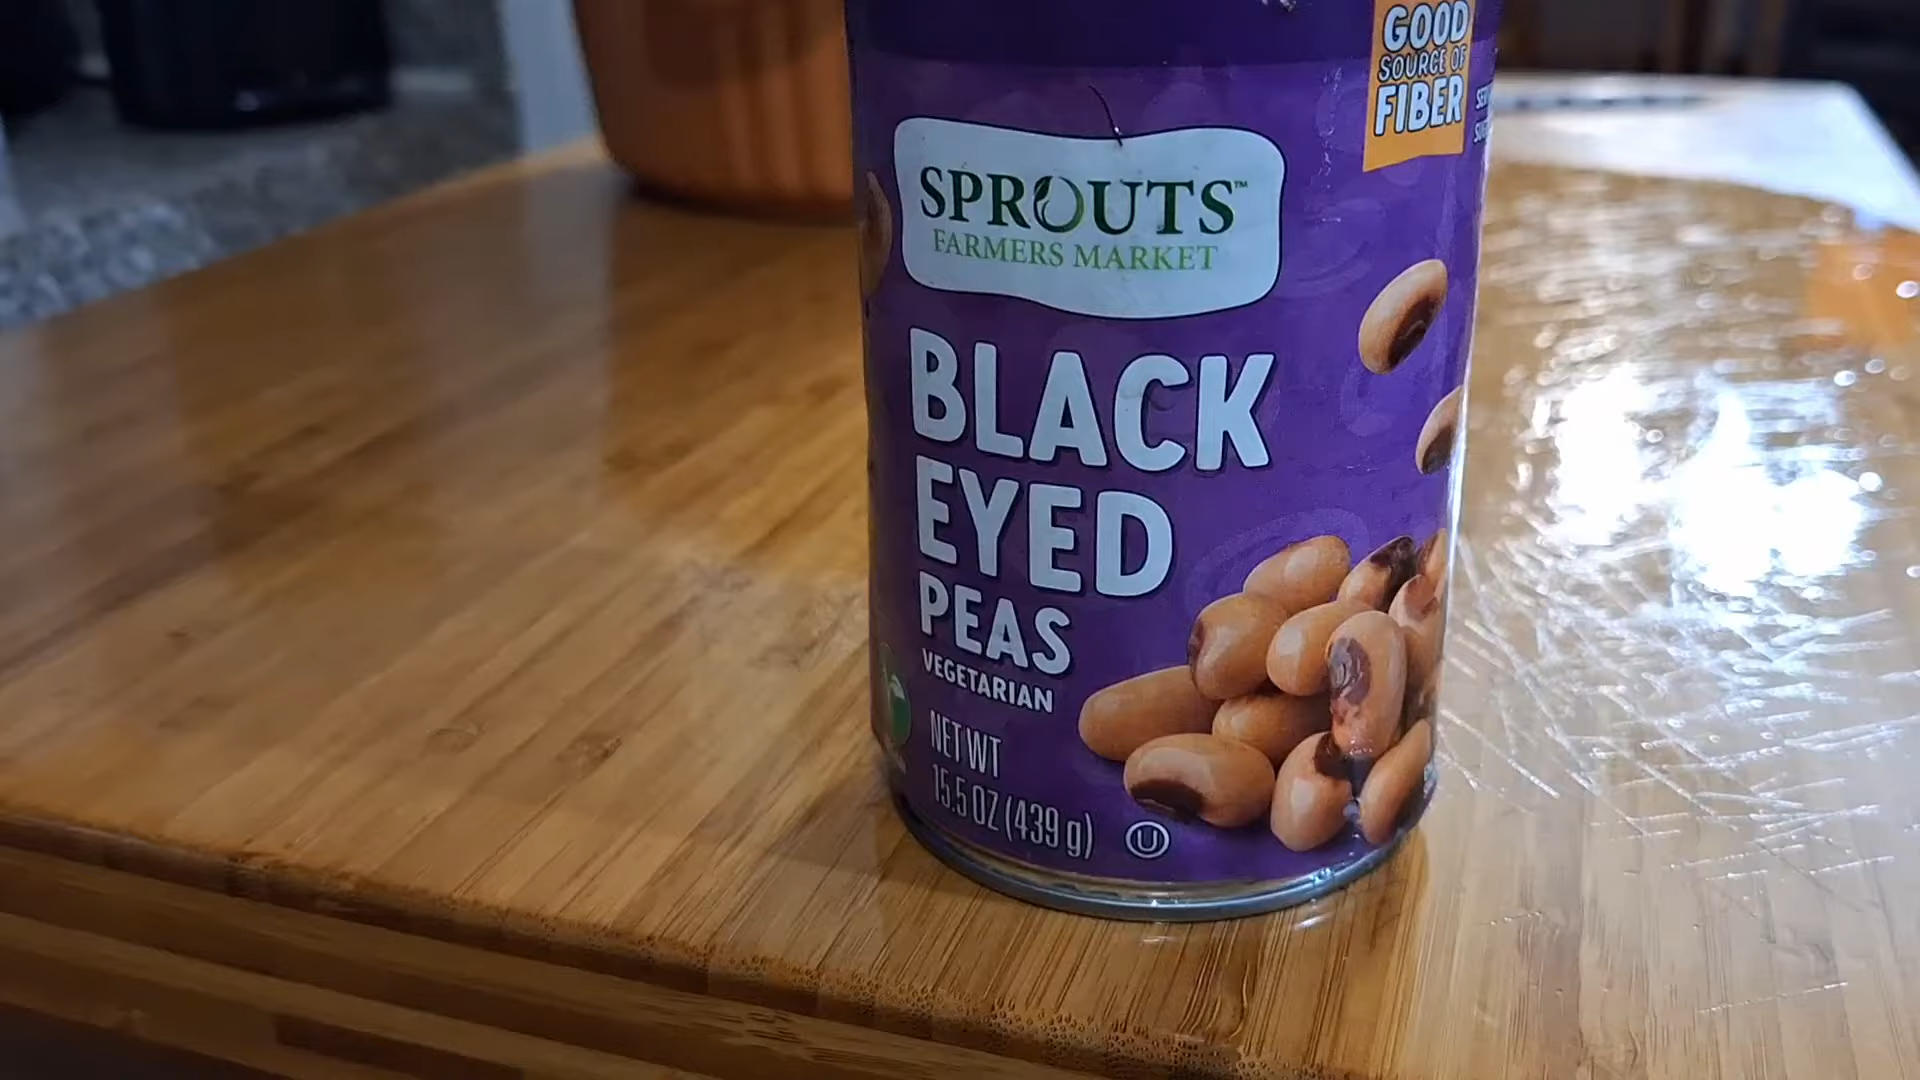 GOOD
SOURCE OF
FIBER
SPROUTS™
FARMERS MARKET
BLACK
EYED
PEAS
VEGETARIAN
NET WT
15.5 OZ (439 g)
U